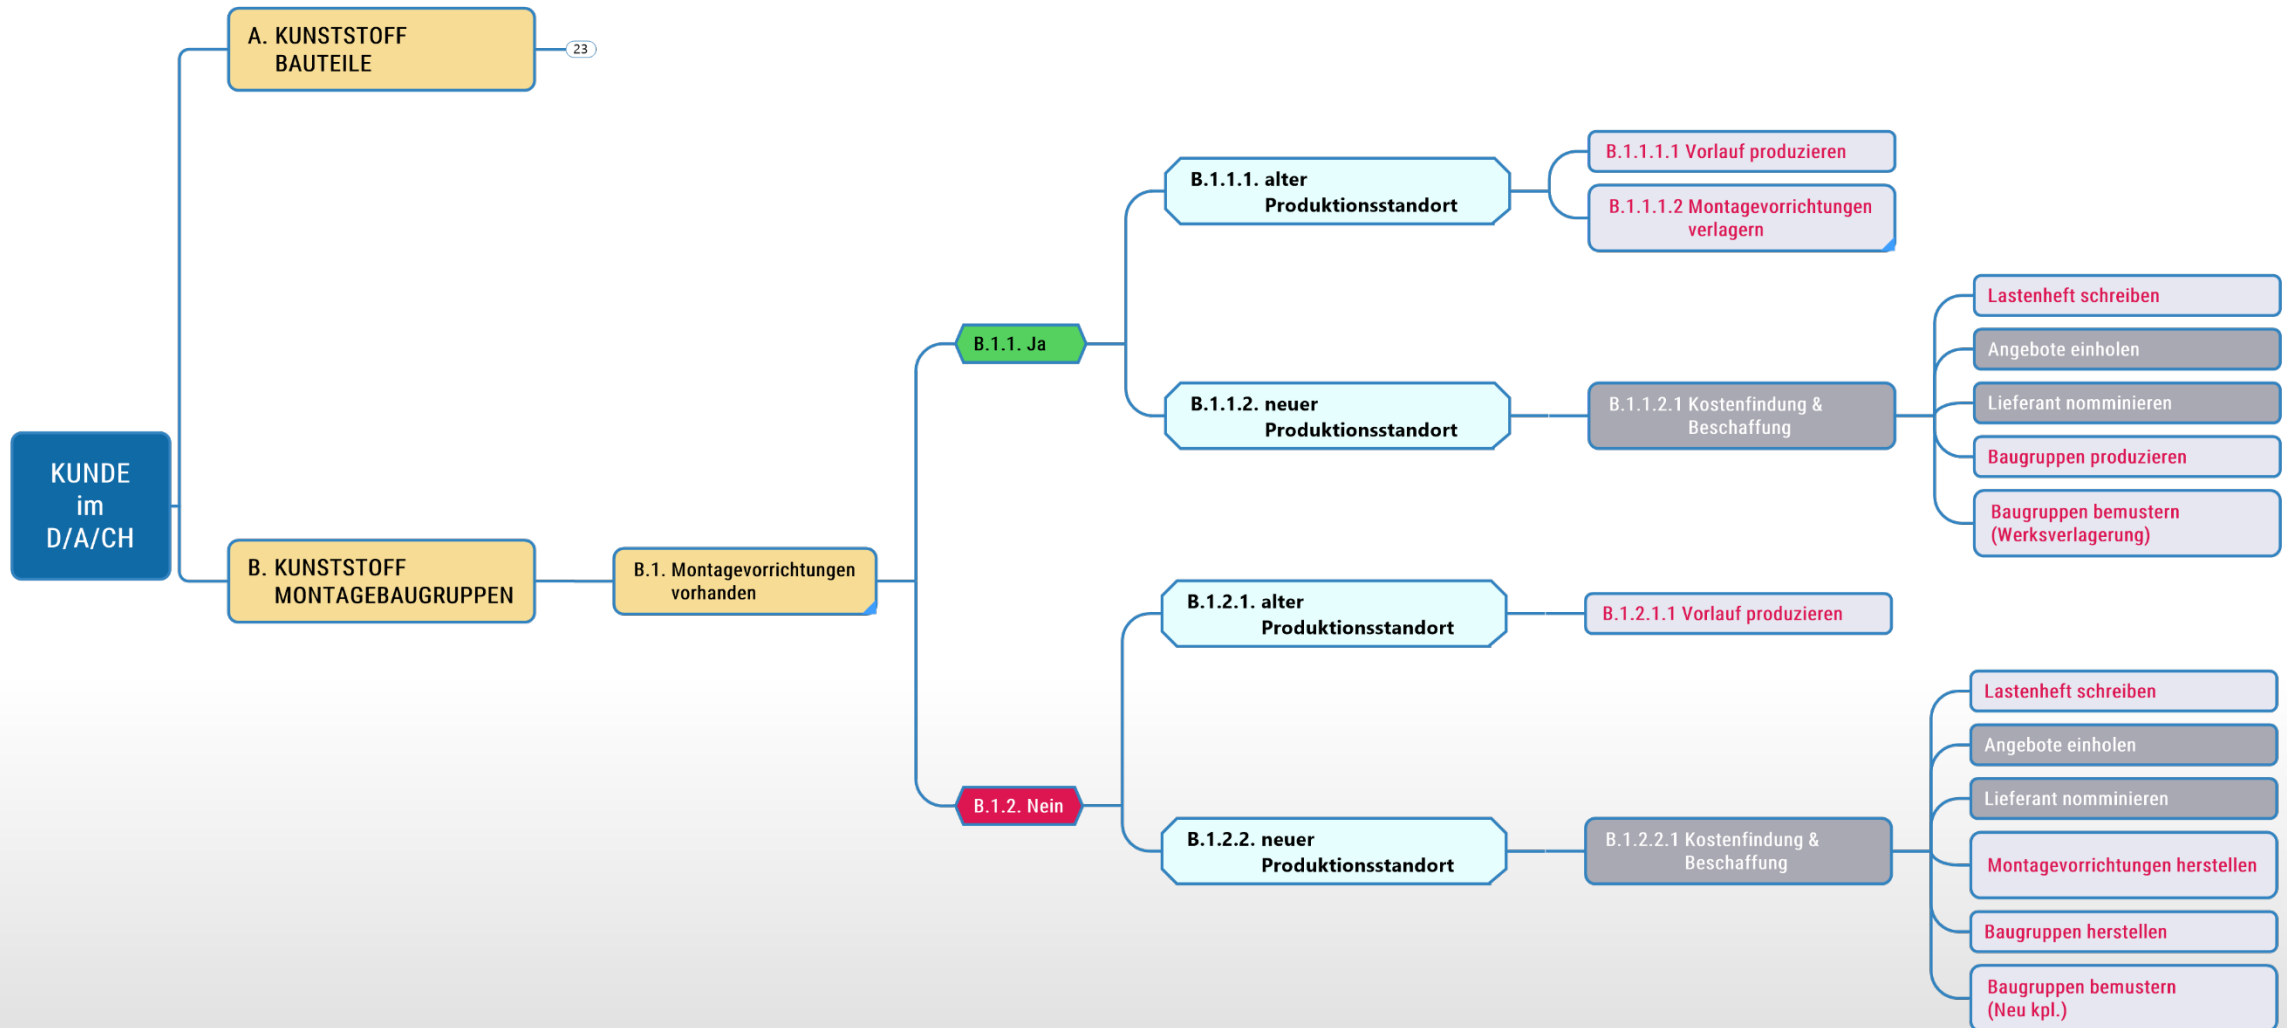 A. KUNSTSTOFF
BAUTEILE
23
KUNDE
im
D/A/CH
B. KUNSTSTOFF
MONTAGEBAUGRUPPEN
B.1. Montagevorrichtungen
vorhanden
B.1.1. Ja
B.1.1.1. alter
Produktionsstandort
B.1.1.1.1 Vorlauf produzieren
B.1.1.1.2 Montagevorrichtungen
verlagern
B.1.1.2. neuer
Produktionsstandort
B.1.1.2.1 Kostenfindung &
Beschaffung
Lastenheft schreiben
Angebote einholen
Lieferant nomminieren
Baugruppen produzieren
Baugruppen bemustern
(Werksverlagerung)
B.1.2. Nein
B.1.2.1. alter
Produktionsstandort
B.1.2.1.1 Vorlauf produzieren
B.1.2.2. neuer
Produktionsstandort
B.1.2.2.1 Kostenfindung &
Beschaffung
Lastenheft schreiben
Angebote einholen
Lieferant nomminieren
Montagevorrichtungen herstellen
Baugruppen herstellen
Baugruppen bemustern
(Neu kpl.)